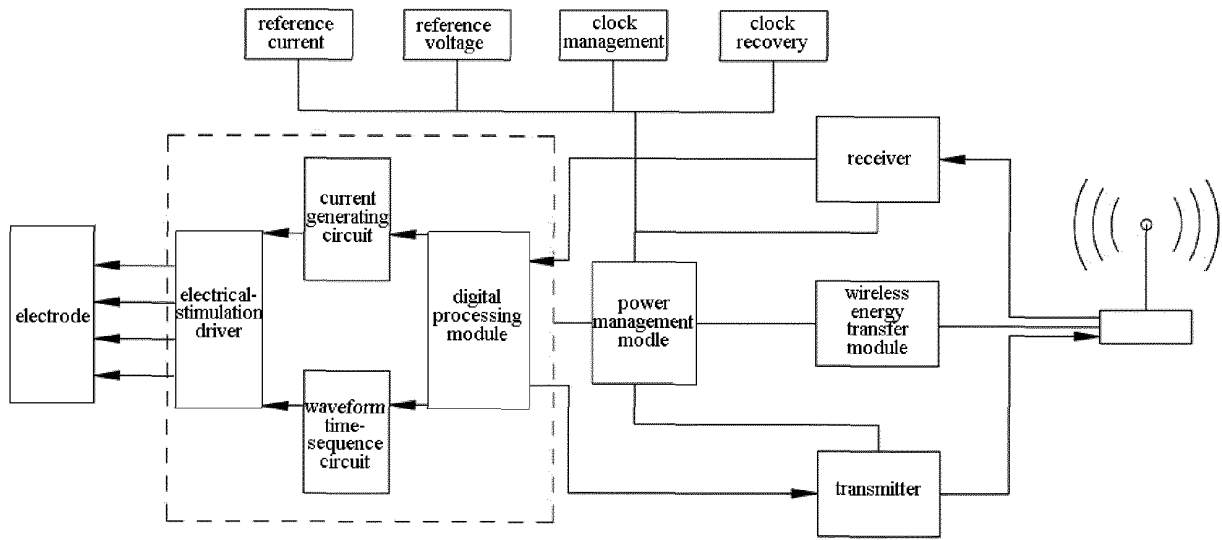 reference
current
reference
voltage
clock
management
clock
recovery
receiver
current
generating
circuit
electrode
electrical-
stimulation
driver
digital
processing
module
power
management
modle
wireless
energy
transfer
module
waveform
time-
sequence
circuit
transmitter